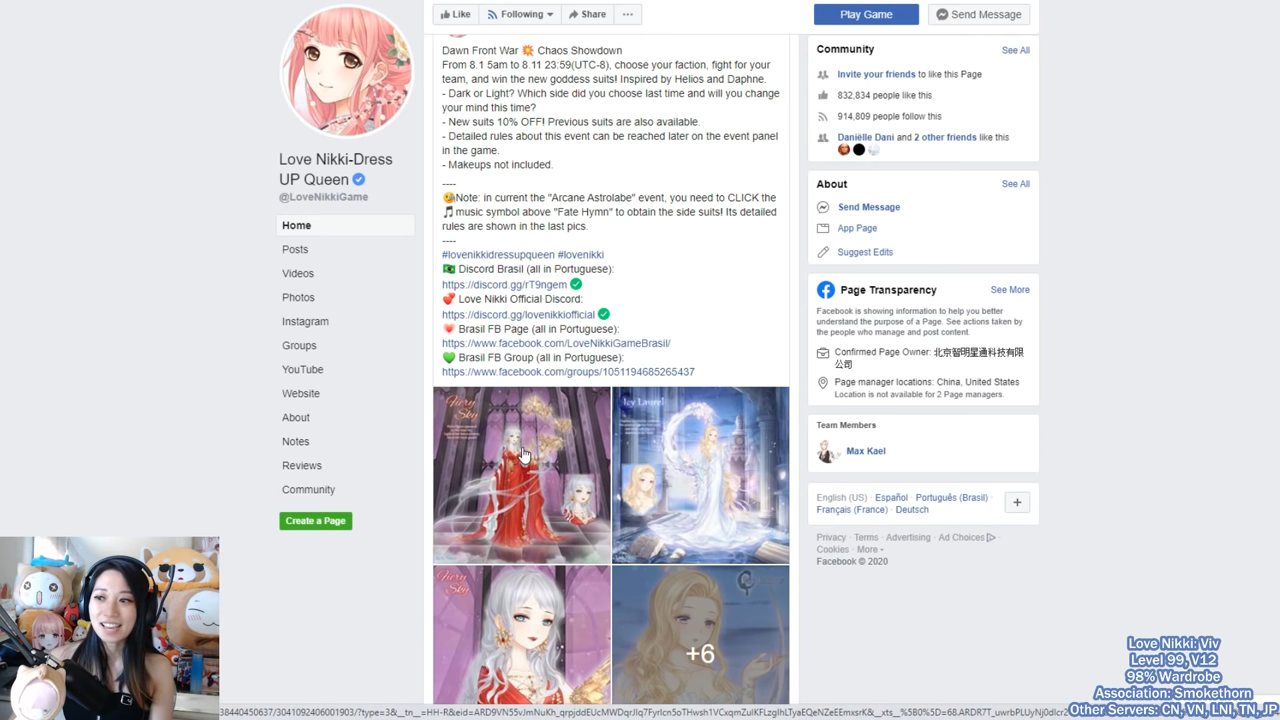 Like
Following
Share
Play Game
Send Message
Love Nikki-Dress
UP Queen
@LoveNikkiGame
Home
Posts
Videos
Photos
Instagram
Groups
YouTube
Website
About
Notes
Reviews
Community
Create a Page
Dawn Front War 💥 Chaos Showdown
From 8.1 5am to 8.11 23:59(UTC-8), choose your faction, fight for your
team, and win the new goddess suits! Inspired by Helios and Daphne.
- Dark or Light? Which side did you choose last time and will you change
your mind this time?
- New suits 10% OFF! Previous suits are also available.
- Detailed rules about this event can be reached later on the event panel
in the game.
- Makeups not included.
----
🧐Note: in current the "Arcane Astrolabe" event, you need to CLICK the
🎵music symbol above "Fate Hymn" to obtain the side suits! Its detailed
rules are shown in the last pics.
----
#lovenikkidressupqueen #lovenikki
🇧🇷 Discord Brasil (all in Portuguese):
https://discord.gg/rT9ngem ✅
💕 Love Nikki Official Discord:
https://discord.gg/lovenikkiofficial ✅
💗 Brasil FB Page (all in Portuguese):
https://www.facebook.com/LoveNikkiGameBrasil/
💚 Brasil FB Group (all in Portuguese):
https://www.facebook.com/groups/1051194685265437
Fiery
Sky
Icy Laurel
Fiery
Sky
+6
Community
See All
Invite your friends to like this Page
832,834 people like this
914,809 people follow this
Daniëlle Dani and 2 other friends like this
About
See All
Send Message
App Page
Suggest Edits
Page Transparency
See More
Facebook is showing information to help you better
understand the purpose of a Page. See actions taken by
the people who manage and post content.
Confirmed Page Owner: 北京智明星通科技有限
公司
Page manager locations: China, United States
Location is not available for 2 Page managers.
Team Members
Max Kael
English (US) · Español · Português (Brasil) ·
Français (France) · Deutsch
Privacy · Terms · Advertising · Ad Choices ·
Cookies · More
Facebook © 2020
Love Nikki: Viv
Level 99, V12
98% Wardrobe
Association: Smokethorn
Other Servers: CN, VN, LNI, TN, JP